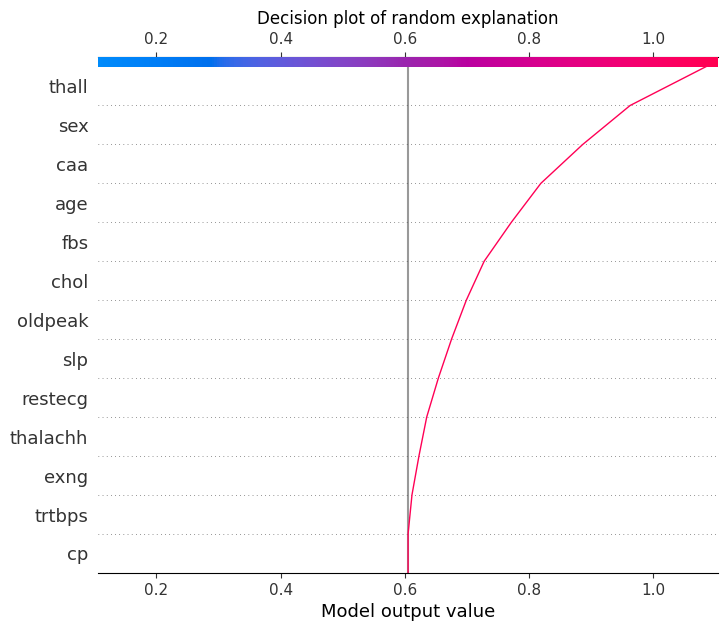 Decision plot of random explanation
0.2 0.4 0.6 0.8 1.0
thall
sex
caa
age
fbs
chol
oldpeak
slp
restecg
thalachh
exng
trtbps
cp
0.2 0.4 0.6 0.8 1.0
Model output value